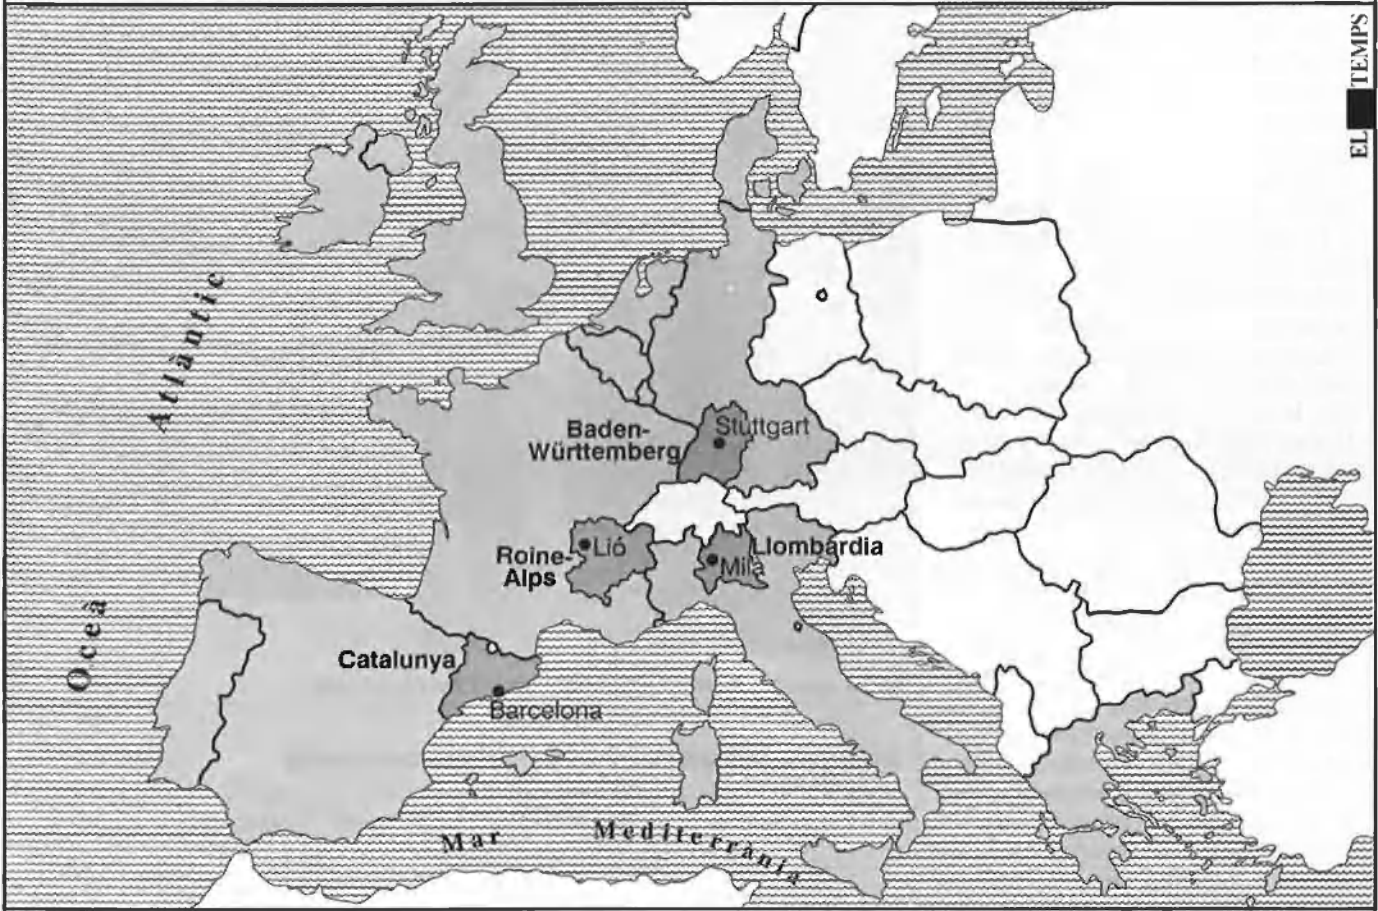 EL TEMPS
Oceà Atlàntic
Baden-
Württemberg
Stuttgart
Roine-
Alps
Lió
Llombardia
Milà
Catalunya
Barcelona
Mar Mediterrània